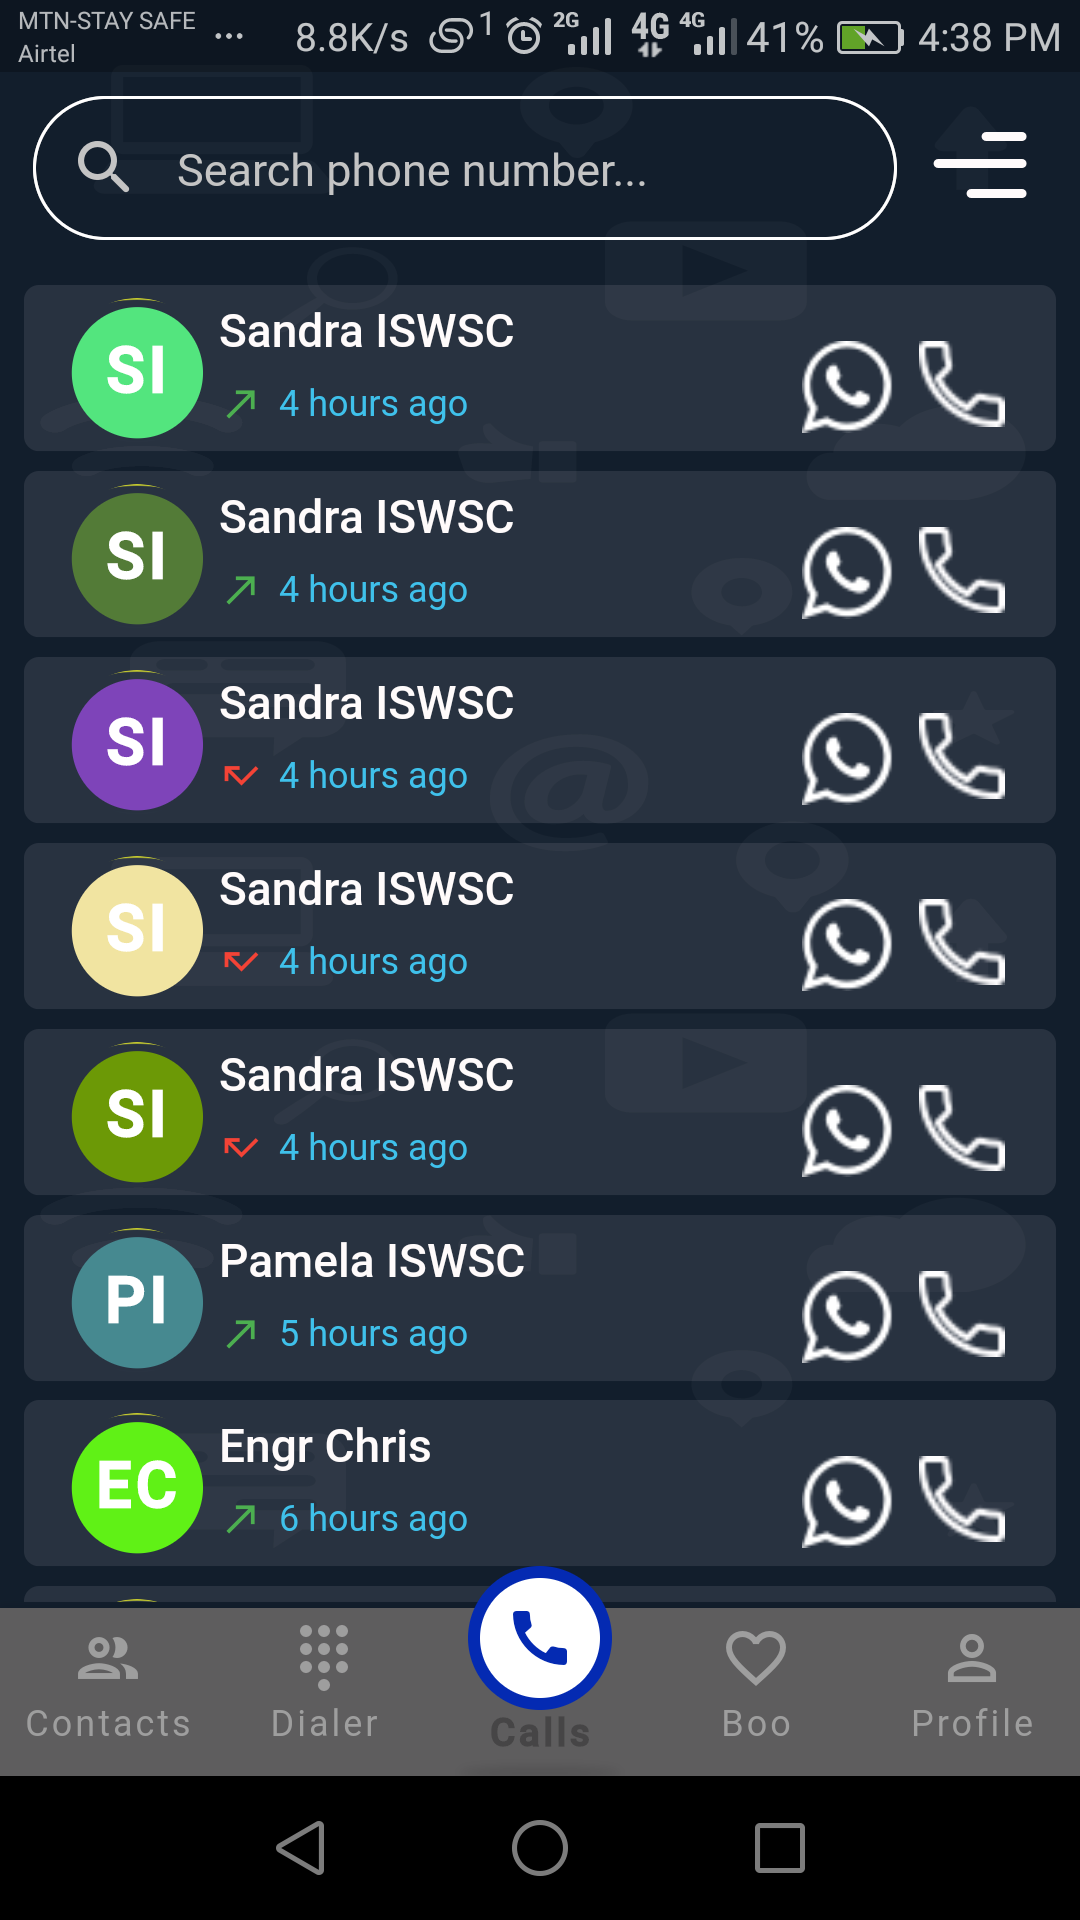 MTN-STAY SAFE ... 8.8K/s 1 2G 4G 4G 41% 4:38 PM
Airtel
Search phone number...
SI Sandra ISWSC
4 hours ago
SI Sandra ISWSC
4 hours ago
SI Sandra ISWSC
4 hours ago
SI Sandra ISWSC
4 hours ago
SI Sandra ISWSC
4 hours ago
PI Pamela ISWSC
5 hours ago
EC Engr Chris
6 hours ago
Contacts Dialer Calls Boo Profile